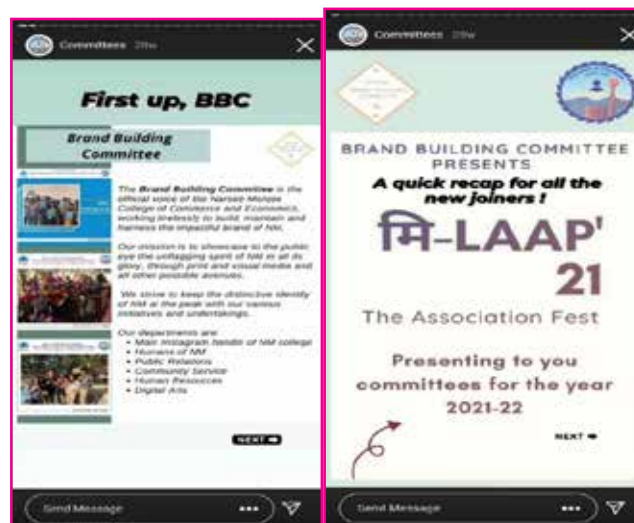 Committees 20w
First up, BBC
Brand Building
Committee
The Brand Building Committee is the
official voice of the Narsee Monjee
College of Commerce and Economics,
working tirelessly to build, maintain and
harness the impactful brand of NM.
Our mission is to showcase to the public
eye the unflagging spirit of NM in all its
glory, through print and visual media and
all other possible avenues.
We strive to keep the distinctive identity
of NM at the peak with our various
initiatives and undertakings.
Our departments are:
• Main Instagram handle of NM college
• Humans of NM
• Public Relations
• Community Service
• Human Resources
• Digital Arts
NEXT
Send Message
Committees 20w
BRAND BUILDING COMMITTEE
PRESENTS
A quick recap for all the
new joiners !
मि-LAAP'
21
The Association Fest
Presenting to you
committees for the year
2021-22
NEXT
Send Message